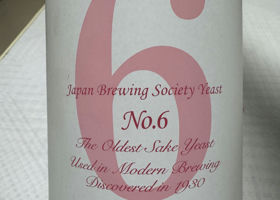 6
Japan Brewing Society Yeast
No.6
The Oldest Sake Yeast
Used in Modern Brewing
Discovered in 1930